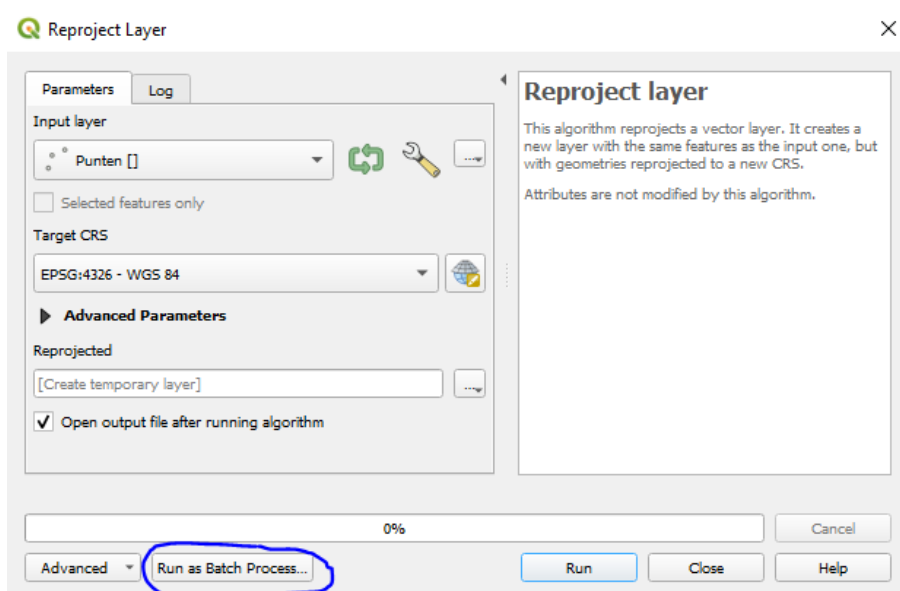 Reproject Layer
Parameters
Log
Input layer
Punten []
...
Selected features only
Target CRS
EPSG:4326 - WGS 84
Advanced Parameters
Reprojected
[Create temporary layer]
...
Open output file after running algorithm
Reproject layer
This algorithm reprojects a vector layer. It creates a
new layer with the same features as the input one, but
with geometries reprojected to a new CRS.
Attributes are not modified by this algorithm.
0%
Cancel
Advanced
Run as Batch Process...
Run
Close
Help